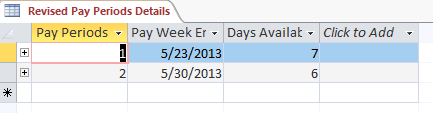 Revised Pay Periods Details
Pay Periods Pay Week Er Days Availab Click to Add
1 5/23/2013 7
2 5/30/2013 6